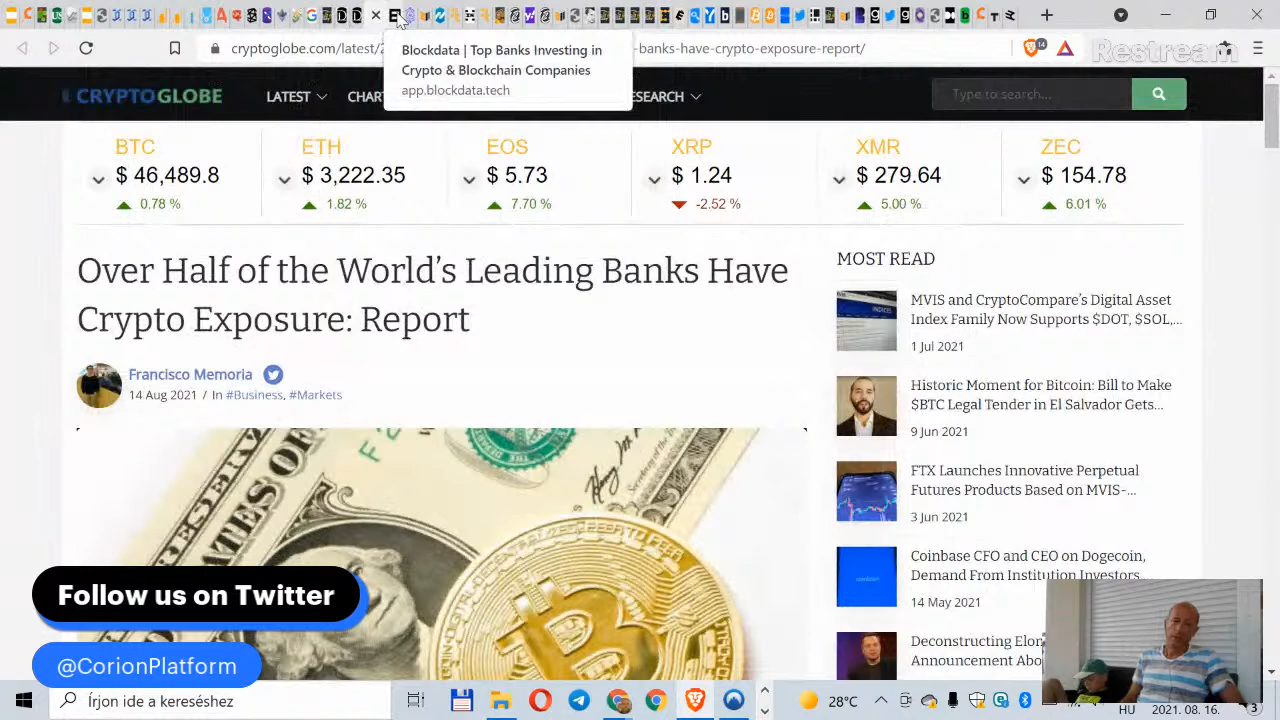 cryptoglobe.com/latest/2
-banks-have-crypto-exposure-report/
14
Restream
Blockdata | Top Banks Investing in
Crypto & Blockchain Companies
app.blockdata.tech
CRYPTOGLOBE
LATEST
CHART
ESEARCH
Type to search...
BTC
$ 46,489.8
0.78 %
ETH
$ 3,222.35
1.82 %
EOS
$ 5.73
7.70 %
XRP
$ 1.24
-2.52 %
XMR
$ 279.64
5.00 %
ZEC
$ 154.78
6.01 %
Over Half of the World’s Leading Banks Have
Crypto Exposure: Report
Francisco Memoria
14 Aug 2021 / In #Business, #Markets
MOST READ
MVIS and CryptoCompare’s Digital Asset
Index Family Now Supports $DOT, $SOL,...
1 Jul 2021
Historic Moment for Bitcoin: Bill to Make
$BTC Legal Tender in El Salvador Gets...
9 Jun 2021
FTX Launches Innovative Perpetual
Futures Products Based on MVIS-...
3 Jun 2021
Coinbase CFO and CEO on Dogecoin,
Demand From Institution Investors...
14 May 2021
Deconstructing Elon
Announcement Abo
Follow us on Twitter
@CorionPlatform
Írjon ide a kereséshez
28°C
HU
2021. 08. 16.